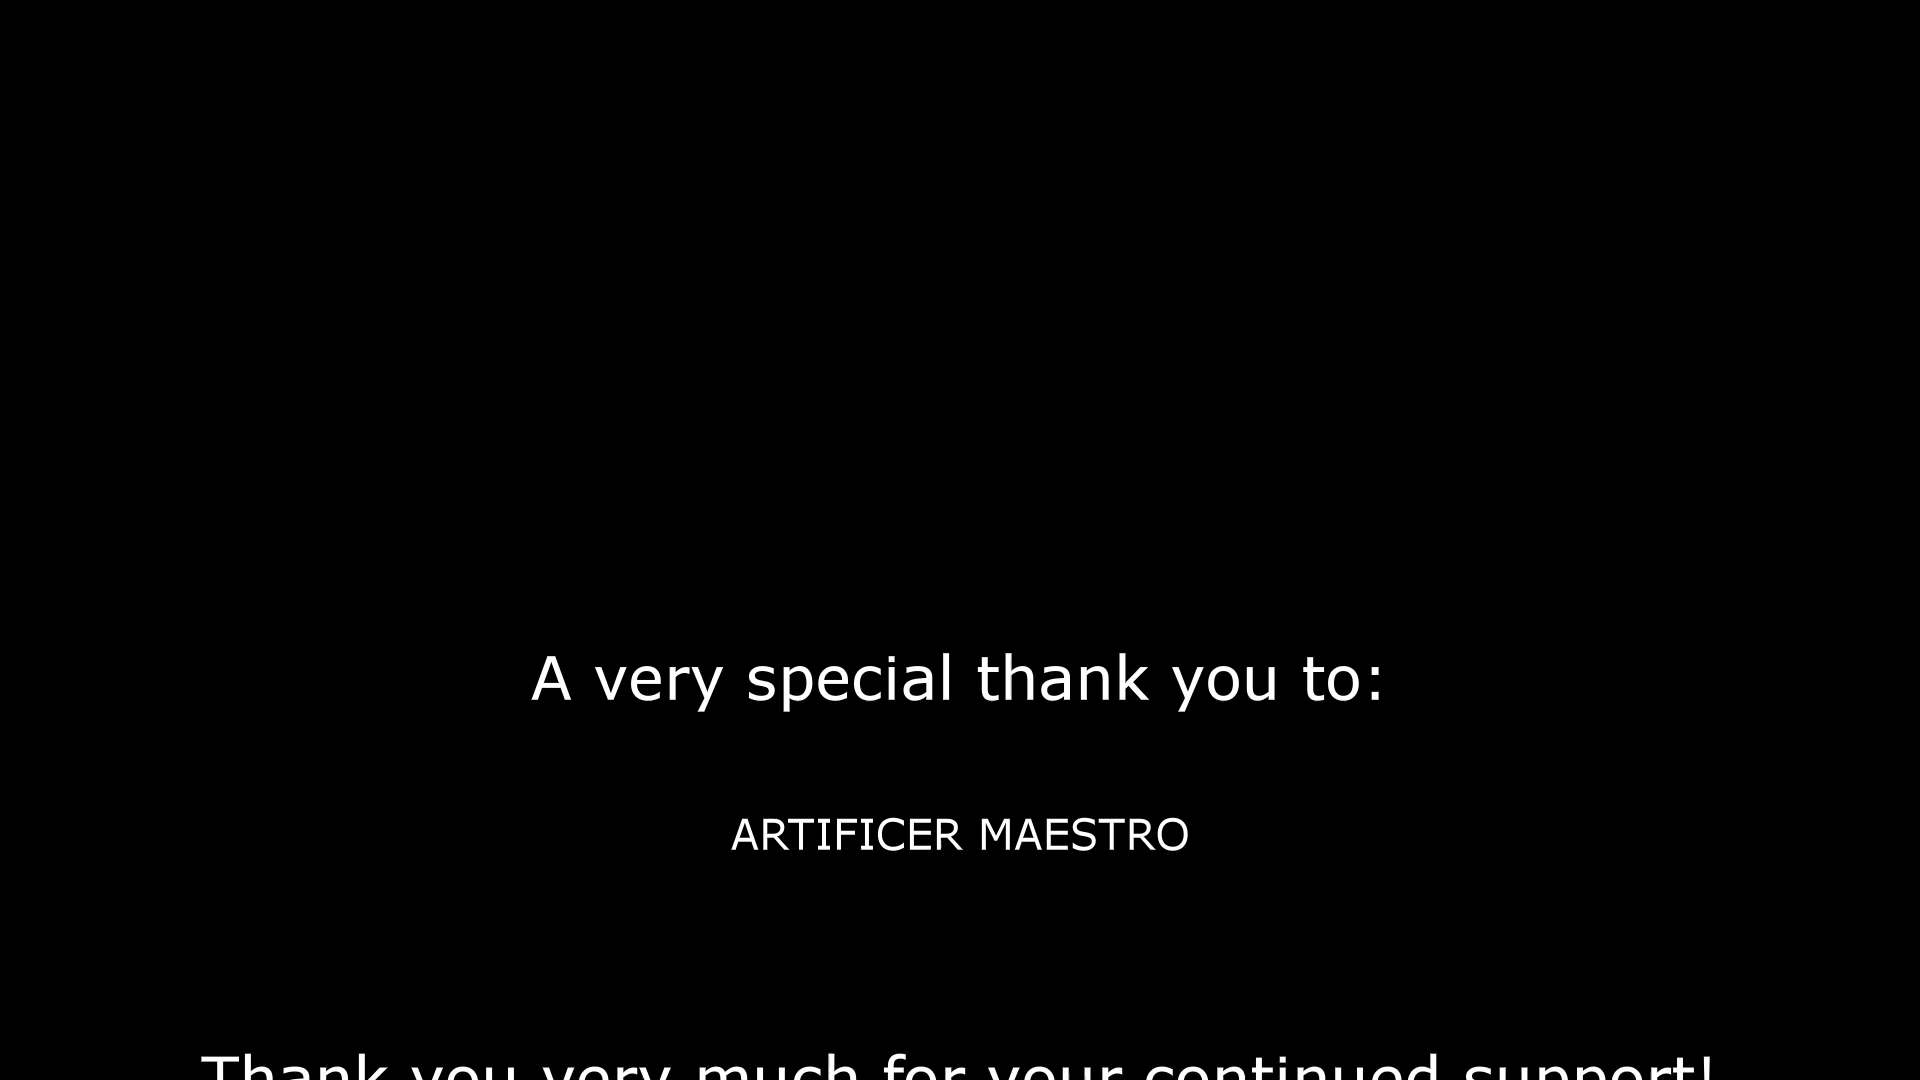 A very special thank you to:
ARTIFICER MAESTRO
Thank you very much for your continued support!